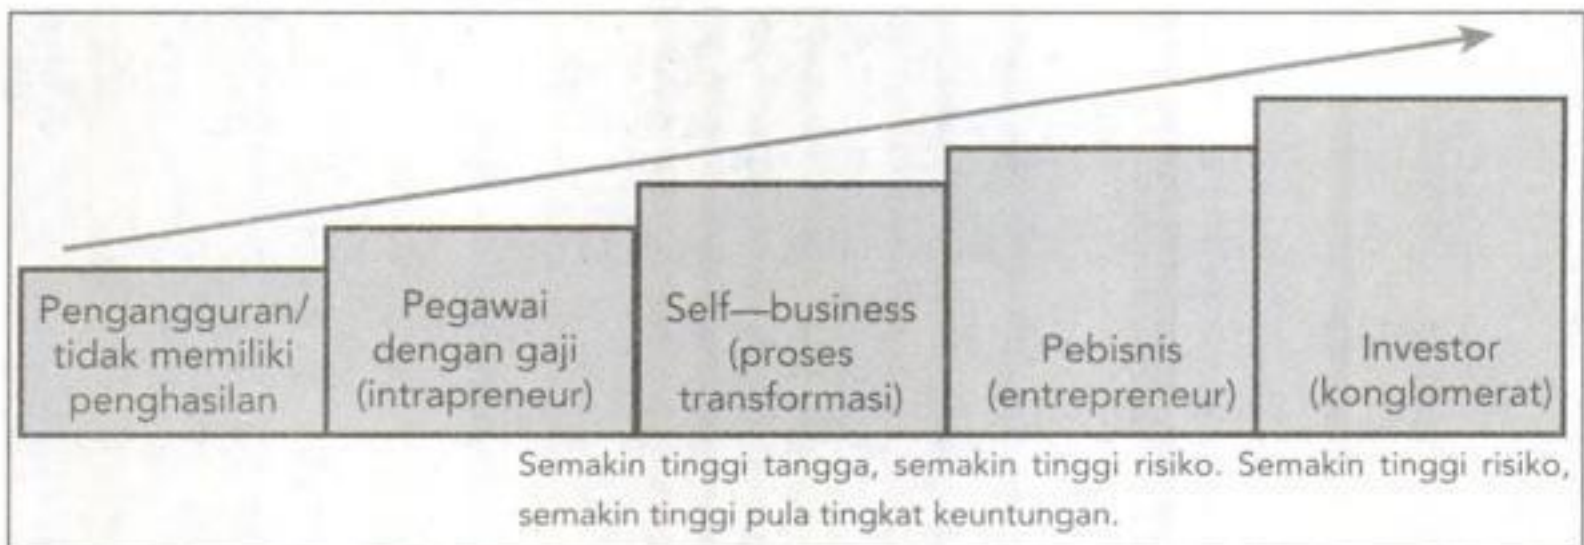 Pengangguran/
tidak memiliki
penghasilan
Pegawai
dengan gaji
(intrapreneur)
Self—business
(proses
transformasi)
Pebisnis
(entrepreneur)
Investor
(konglomerat)
Semakin tinggi tangga, semakin tinggi risiko. Semakin tinggi risiko,
semakin tinggi pula tingkat keuntungan.